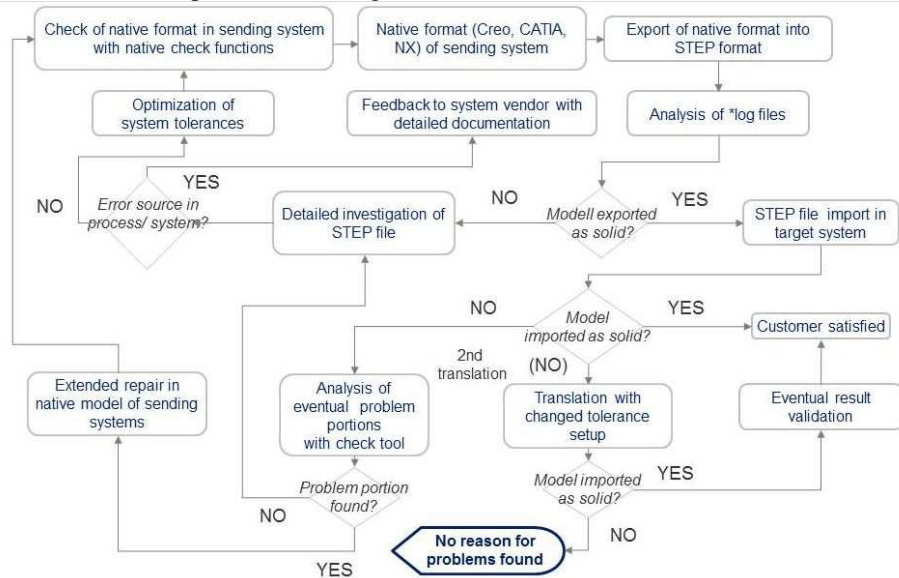 Check of native format in sending system
with native check functions
Native format (Creo, CATIA,
NX) of sending system
Export of native format into
STEP format
Optimization of
system tolerances
Feedback to system vendor with
detailed documentation
Analysis of *log files
NO
YES
Error source in
process/ system?
Detailed investigation of
STEP file
NO
Modell exported
as solid?
YES
STEP file import in
target system
NO
Model
imported as solid?
YES
Customer satisfied
2nd
translation
(NO)
Extended repair in
native model of sending
systems
Analysis of
eventual problem
portions
with check tool
Translation with
changed tolerance
setup
Eventual result
validation
Problem portion
found?
NO
YES
Model imported
as solid?
YES
NO
No reason for
problems found